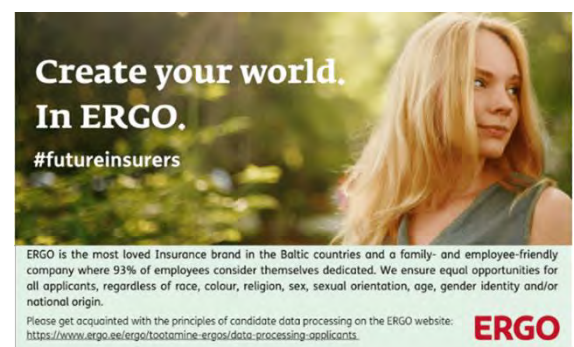 Create your world.
In ERGO.
#futureinsurers
ERGO is the most loved Insurance brand in the Baltic countries and a family- and employee-friendly
company where 93% of employees consider themselves dedicated. We ensure equal opportunities for
all applicants, regardless of race, colour, religion, sex, sexual orientation, age, gender identity and/or
national origin.
Please get acquainted with the principles of candidate data processing on the ERGO website:
https://www.ergo.ee/ergo/tootamine-ergos/data-processing-applicants
ERGO